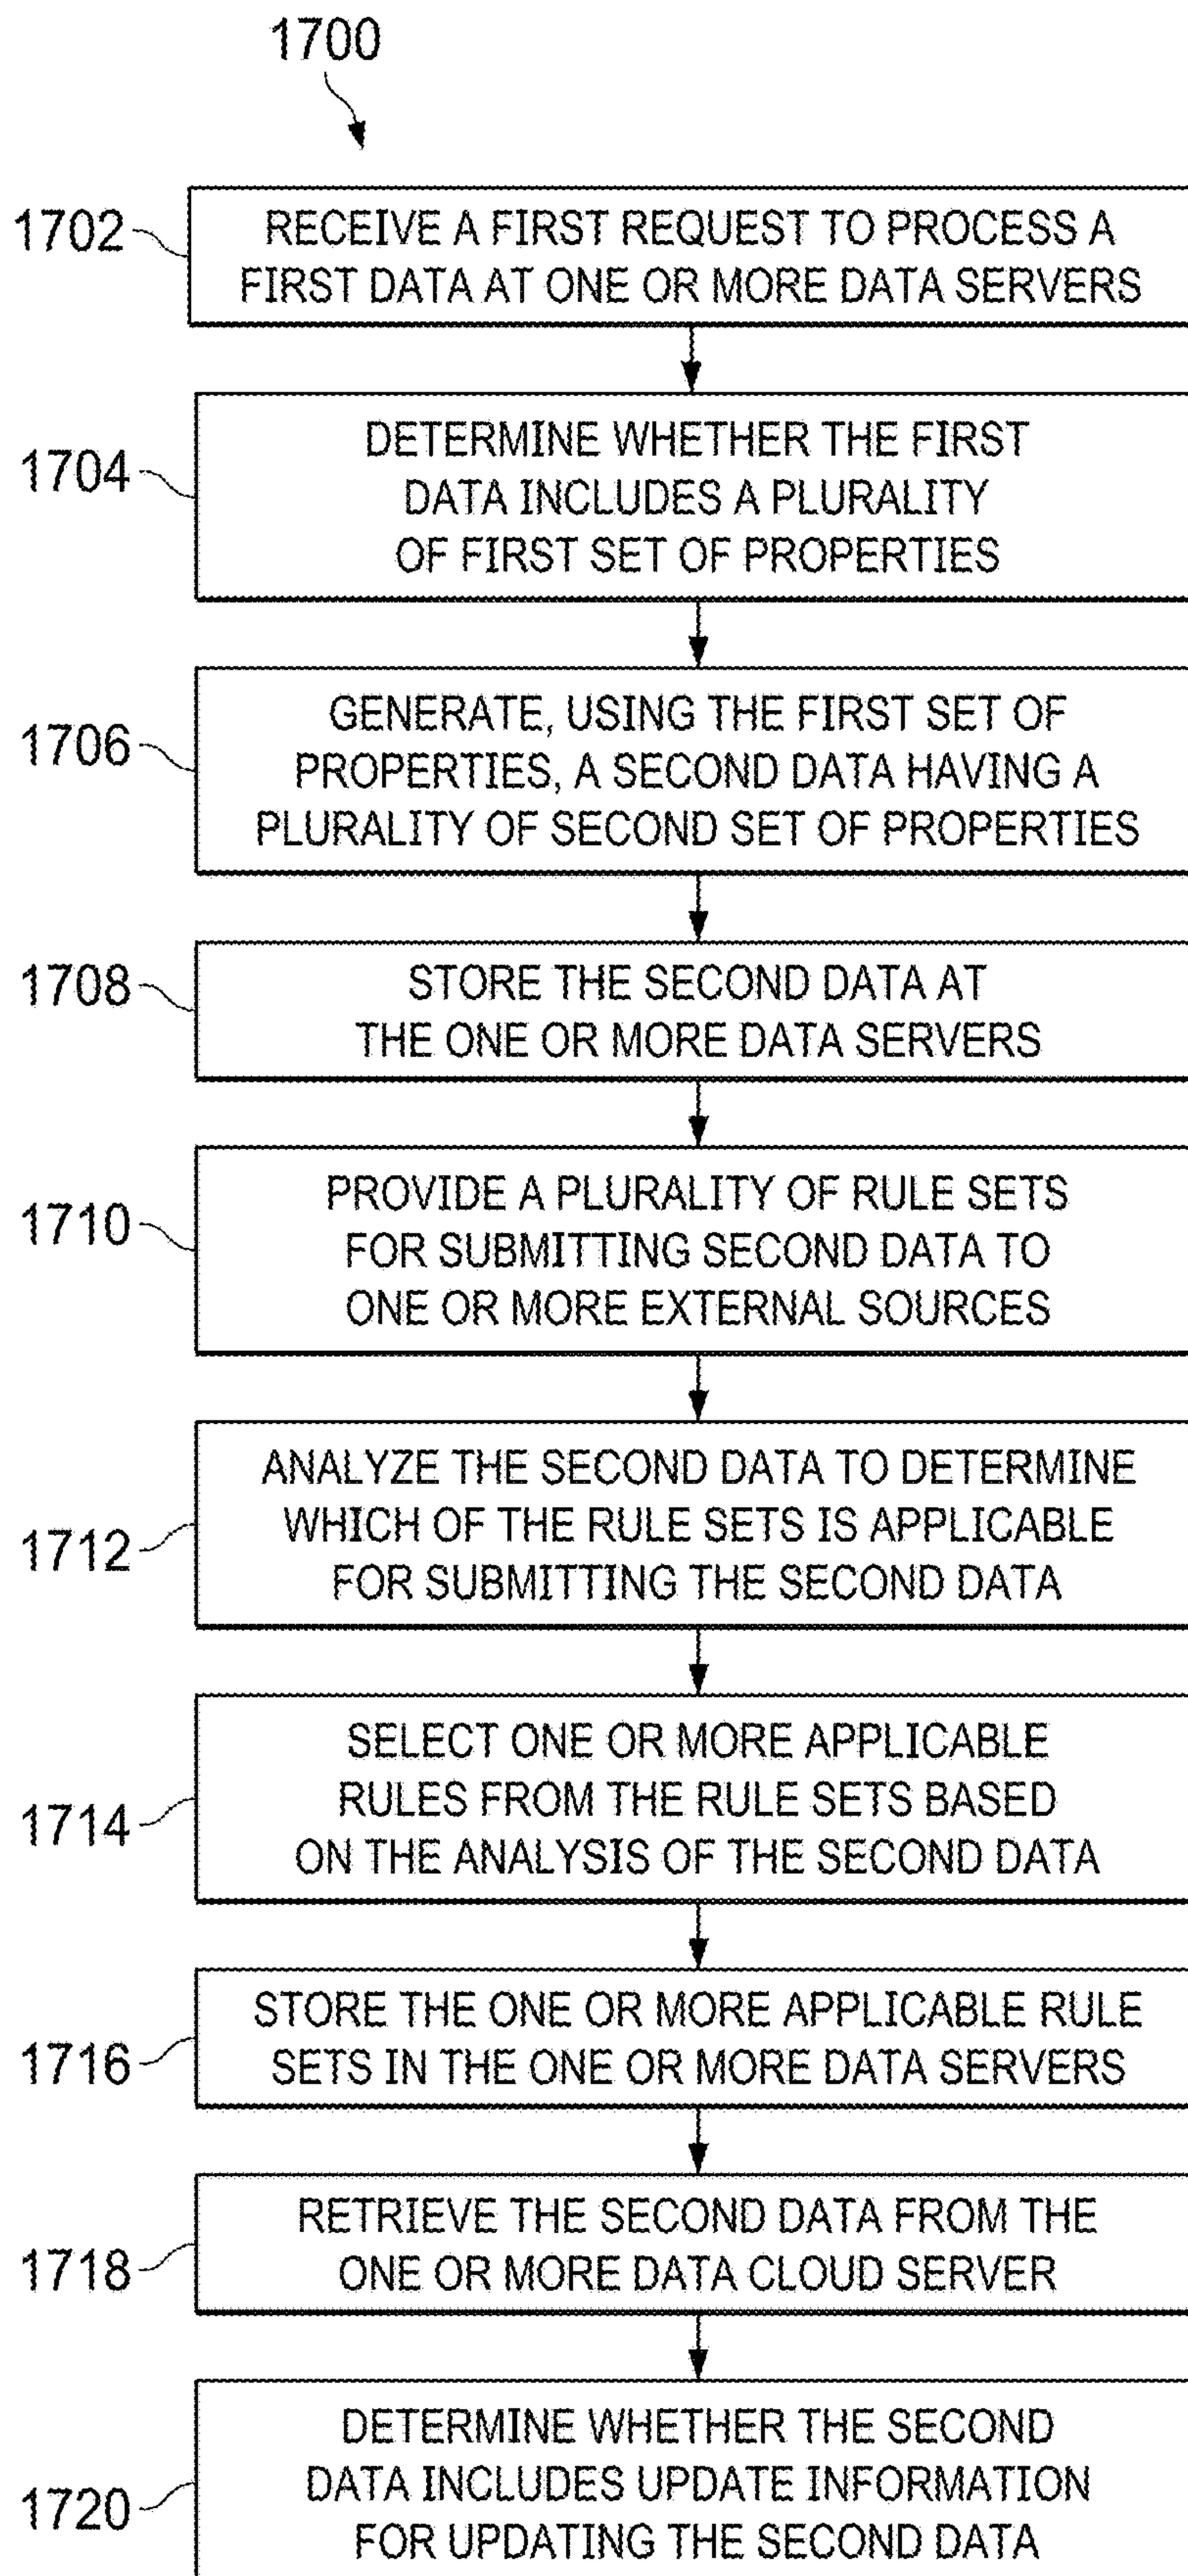 1700
1702
RECEIVE A FIRST REQUEST TO PROCESS A
FIRST DATA AT ONE OR MORE DATA SERVERS
1704
DETERMINE WHETHER THE FIRST
DATA INCLUDES A PLURALITY
OF FIRST SET OF PROPERTIES
1706
GENERATE, USING THE FIRST SET OF
PROPERTIES, A SECOND DATA HAVING A
PLURALITY OF SECOND SET OF PROPERTIES
1708
STORE THE SECOND DATA AT
THE ONE OR MORE DATA SERVERS
1710
PROVIDE A PLURALITY OF RULE SETS
FOR SUBMITTING SECOND DATA TO
ONE OR MORE EXTERNAL SOURCES
1712
ANALYZE THE SECOND DATA TO DETERMINE
WHICH OF THE RULE SETS IS APPLICABLE
FOR SUBMITTING THE SECOND DATA
1714
SELECT ONE OR MORE APPLICABLE
RULES FROM THE RULE SETS BASED
ON THE ANALYSIS OF THE SECOND DATA
1716
STORE THE ONE OR MORE APPLICABLE RULE
SETS IN THE ONE OR MORE DATA SERVERS
1718
RETRIEVE THE SECOND DATA FROM THE
ONE OR MORE DATA CLOUD SERVER
1720
DETERMINE WHETHER THE SECOND
DATA INCLUDES UPDATE INFORMATION
FOR UPDATING THE SECOND DATA